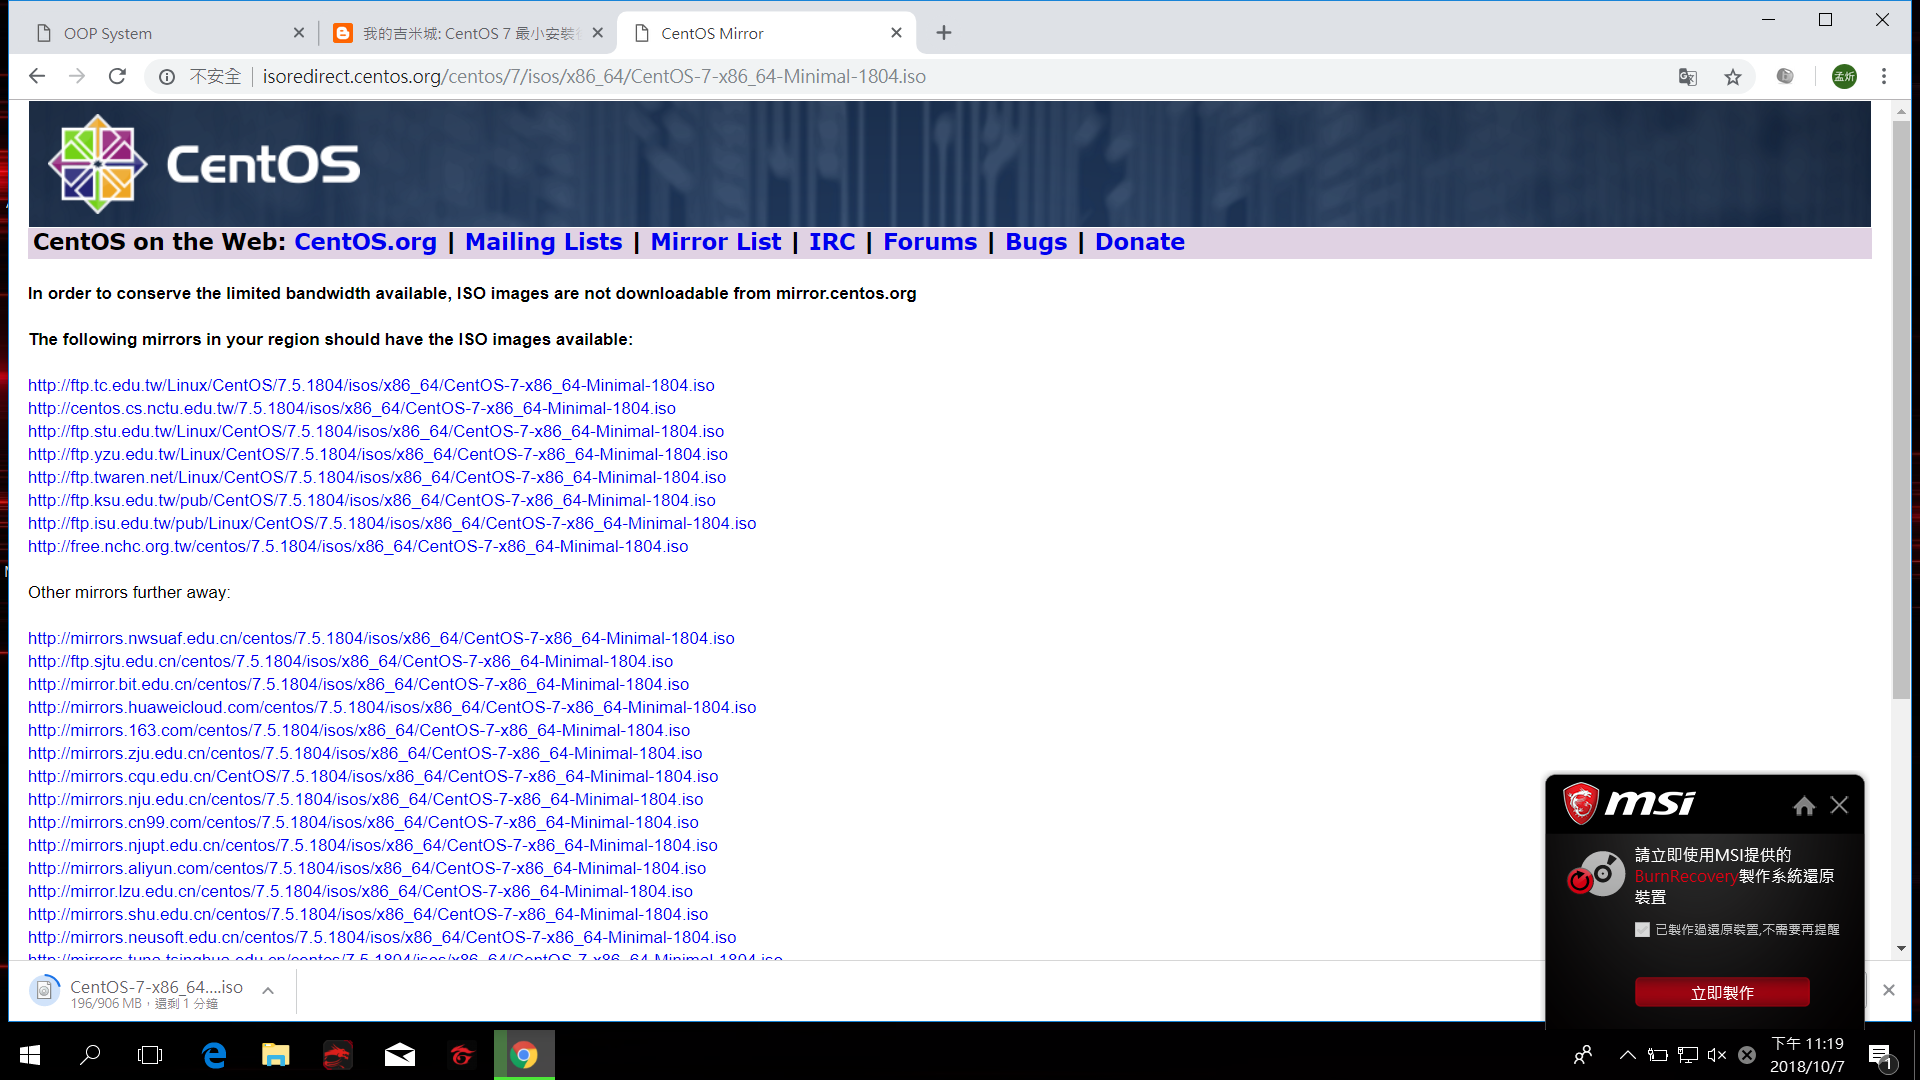 OOP System
我的吉米城: CentOS 7 最小安裝後
CentOS Mirror
不安全
isoredirect.centos.org/centos/7/isos/x86_64/CentOS-7-x86_64-Minimal-1804.iso
孟炘
CentOS
CentOS on the Web: CentOS.org | Mailing Lists | Mirror List | IRC | Forums | Bugs | Donate
In order to conserve the limited bandwidth available, ISO images are not downloadable from mirror.centos.org
The following mirrors in your region should have the ISO images available:
http://ftp.tc.edu.tw/Linux/CentOS/7.5.1804/isos/x86_64/CentOS-7-x86_64-Minimal-1804.iso
http://centos.cs.nctu.edu.tw/7.5.1804/isos/x86_64/CentOS-7-x86_64-Minimal-1804.iso
http://ftp.stu.edu.tw/Linux/CentOS/7.5.1804/isos/x86_64/CentOS-7-x86_64-Minimal-1804.iso
http://ftp.yzu.edu.tw/Linux/CentOS/7.5.1804/isos/x86_64/CentOS-7-x86_64-Minimal-1804.iso
http://ftp.twaren.net/Linux/CentOS/7.5.1804/isos/x86_64/CentOS-7-x86_64-Minimal-1804.iso
http://ftp.ksu.edu.tw/pub/CentOS/7.5.1804/isos/x86_64/CentOS-7-x86_64-Minimal-1804.iso
http://ftp.isu.edu.tw/pub/Linux/CentOS/7.5.1804/isos/x86_64/CentOS-7-x86_64-Minimal-1804.iso
http://free.nchc.org.tw/centos/7.5.1804/isos/x86_64/CentOS-7-x86_64-Minimal-1804.iso
Other mirrors further away:
http://mirrors.nwsuaf.edu.cn/centos/7.5.1804/isos/x86_64/CentOS-7-x86_64-Minimal-1804.iso
http://ftp.sjtu.edu.cn/centos/7.5.1804/isos/x86_64/CentOS-7-x86_64-Minimal-1804.iso
http://mirror.bit.edu.cn/centos/7.5.1804/isos/x86_64/CentOS-7-x86_64-Minimal-1804.iso
http://mirrors.huaweicloud.com/centos/7.5.1804/isos/x86_64/CentOS-7-x86_64-Minimal-1804.iso
http://mirrors.163.com/centos/7.5.1804/isos/x86_64/CentOS-7-x86_64-Minimal-1804.iso
http://mirrors.zju.edu.cn/centos/7.5.1804/isos/x86_64/CentOS-7-x86_64-Minimal-1804.iso
http://mirrors.cqu.edu.cn/CentOS/7.5.1804/isos/x86_64/CentOS-7-x86_64-Minimal-1804.iso
http://mirrors.nju.edu.cn/centos/7.5.1804/isos/x86_64/CentOS-7-x86_64-Minimal-1804.iso
http://mirrors.cn99.com/centos/7.5.1804/isos/x86_64/CentOS-7-x86_64-Minimal-1804.iso
http://mirrors.njupt.edu.cn/centos/7.5.1804/isos/x86_64/CentOS-7-x86_64-Minimal-1804.iso
http://mirrors.aliyun.com/centos/7.5.1804/isos/x86_64/CentOS-7-x86_64-Minimal-1804.iso
http://mirror.lzu.edu.cn/centos/7.5.1804/isos/x86_64/CentOS-7-x86_64-Minimal-1804.iso
http://mirrors.shu.edu.cn/centos/7.5.1804/isos/x86_64/CentOS-7-x86_64-Minimal-1804.iso
http://mirrors.neusoft.edu.cn/centos/7.5.1804/isos/x86_64/CentOS-7-x86_64-Minimal-1804.iso
http://mirrors.tuna.tsinghua.edu.cn/centos/7.5.1804/isos/x86_64/CentOS-7-x86_64-Minimal-1804.iso
msi
請立即使用MSI提供的
BurnRecovery製作系統還原
裝置
已製作過還原裝置,不需要再提醒
立即製作
CentOS-7-x86_64....iso
196/906 MB，還剩 1 分鐘
下午 11:19
2018/10/7
1